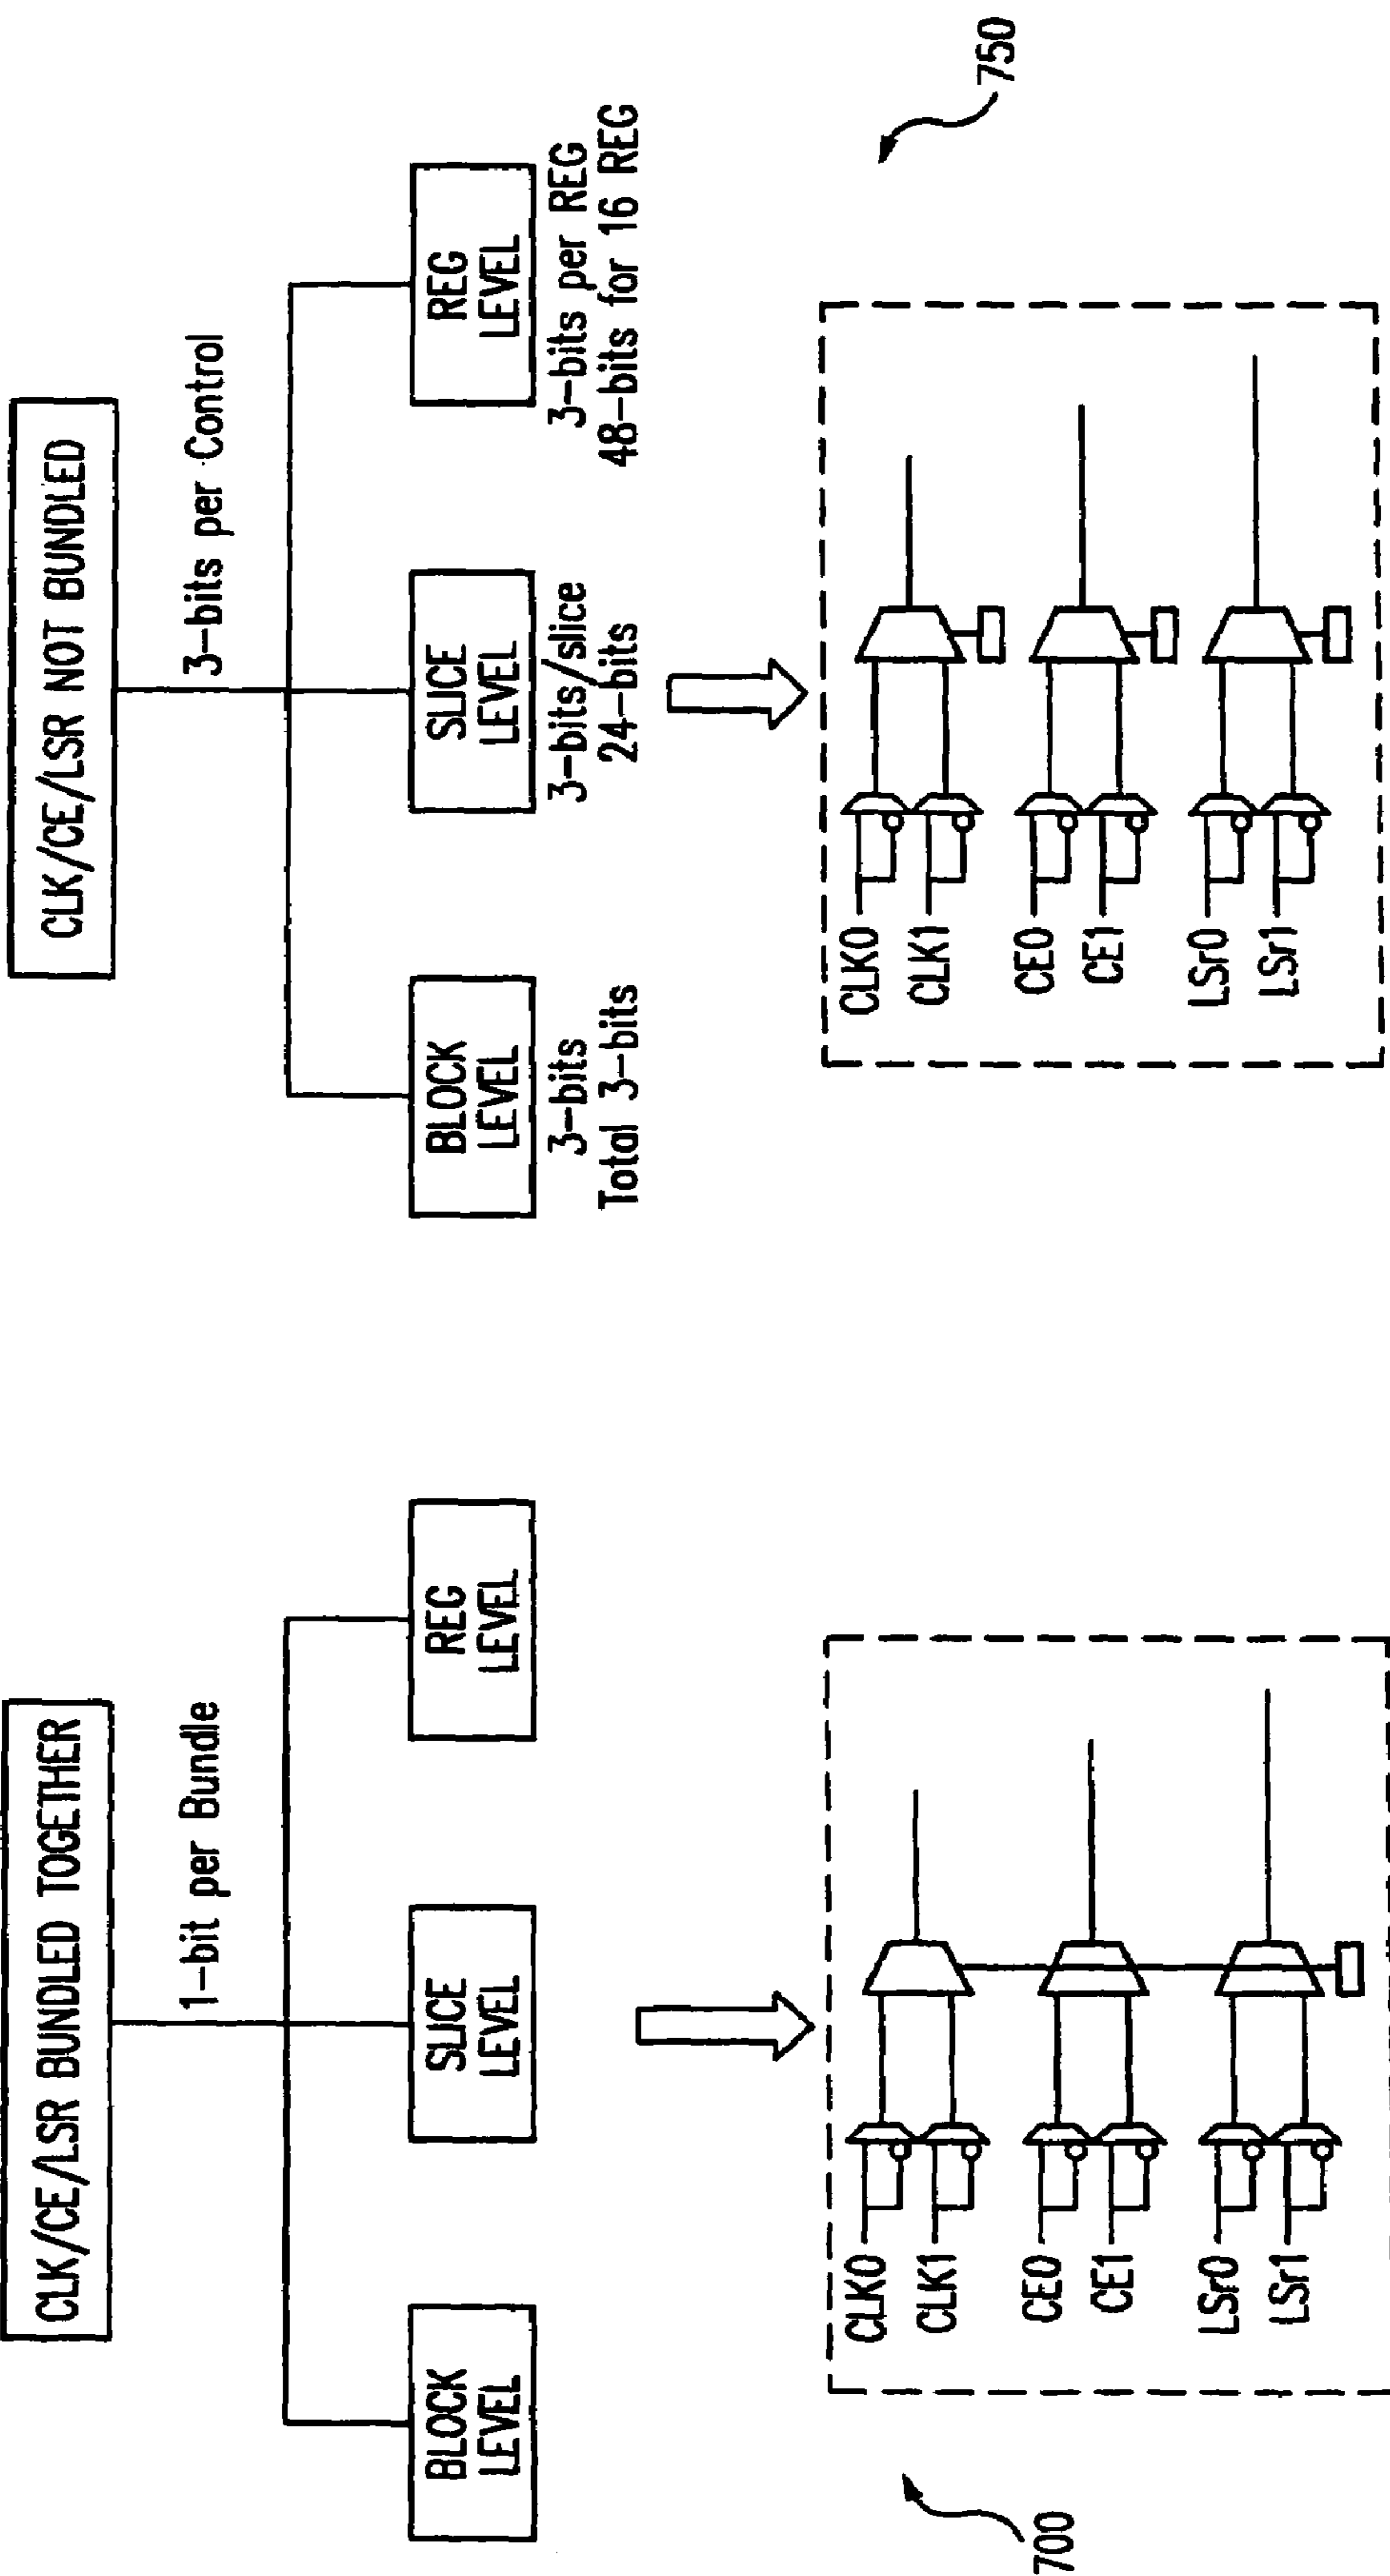 CLK/CE/LSR BUNDLED TOGETHER
1-bit per Bundle
BLOCK
LEVEL
SLICE
LEVEL
REG
LEVEL
CLK0
CLK1
CE0
CE1
LSr0
LSr1
700
CLK/CE/LSR NOT BUNDLED
3-bits per Control
BLOCK
LEVEL
3-bits
Total 3-bits
SLICE
LEVEL
3-bits/slice
24-bits
REG
LEVEL
3-bits per REG
48-bits for 16 REG
CLK0
CLK1
CE0
CE1
LSr0
LSr1
750